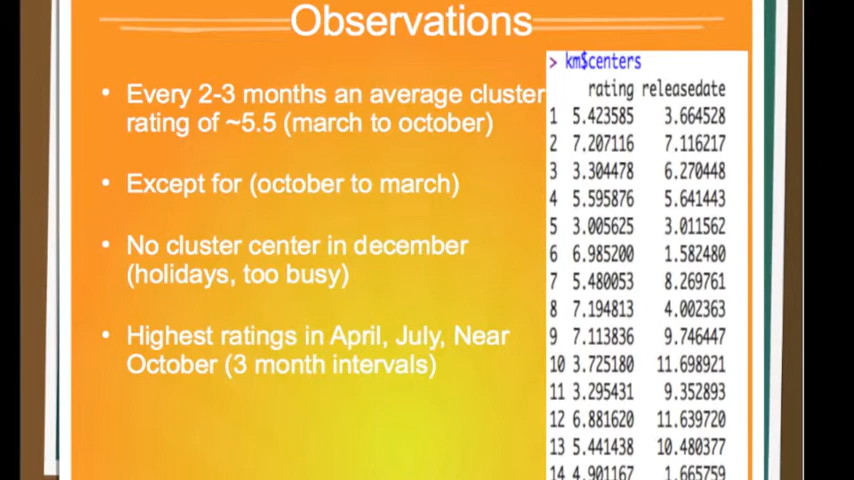 Observations
• Every 2-3 months an average cluster
rating of ~5.5 (march to october)
• Except for (october to march)
• No cluster center in december
(holidays, too busy)
• Highest ratings in April, July, Near
October (3 month intervals)
> km$centers
rating releasedate
1 5.423585 3.664528
2 7.207116 7.116217
3 3.304478 6.270448
4 5.595876 5.641443
5 3.005625 3.011562
6 6.985200 1.582480
7 5.480053 8.269761
8 7.194813 4.002363
9 7.113836 9.746447
10 3.725180 11.698921
11 3.295431 9.352893
12 6.881620 11.639720
13 5.441438 10.480377
14 4.901167 1.665759